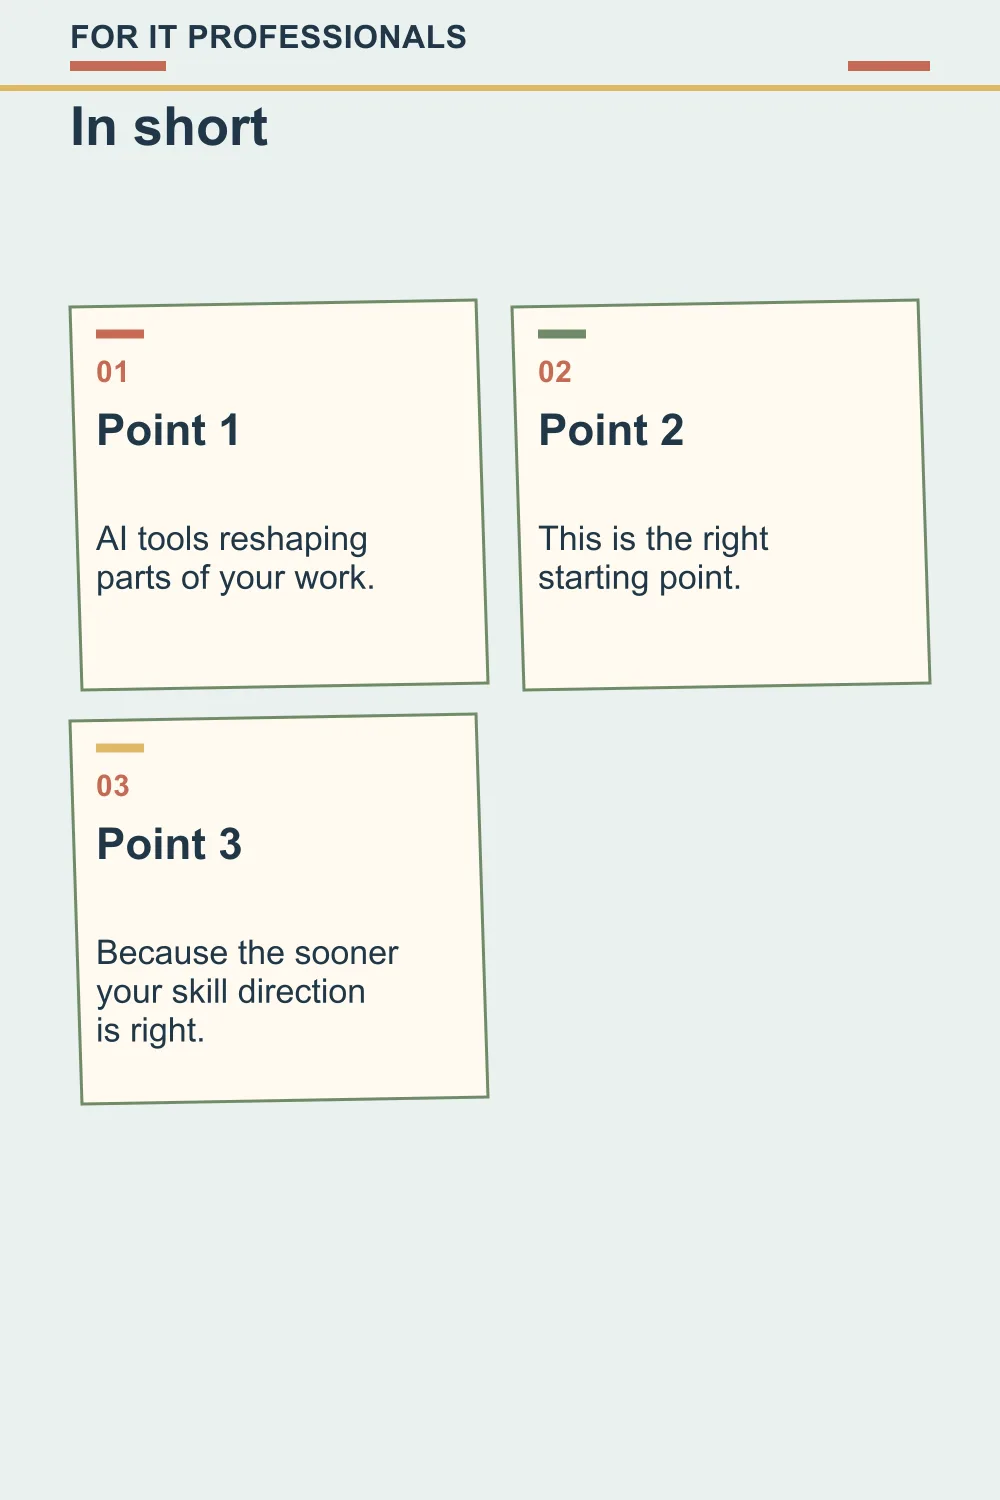 FOR IT PROFESSIONALS
In short
01
Point 1
AI tools reshaping
parts of your work.
02
Point 2
This is the right
starting point.
03
Point 3
Because the sooner
your skill direction
is right.